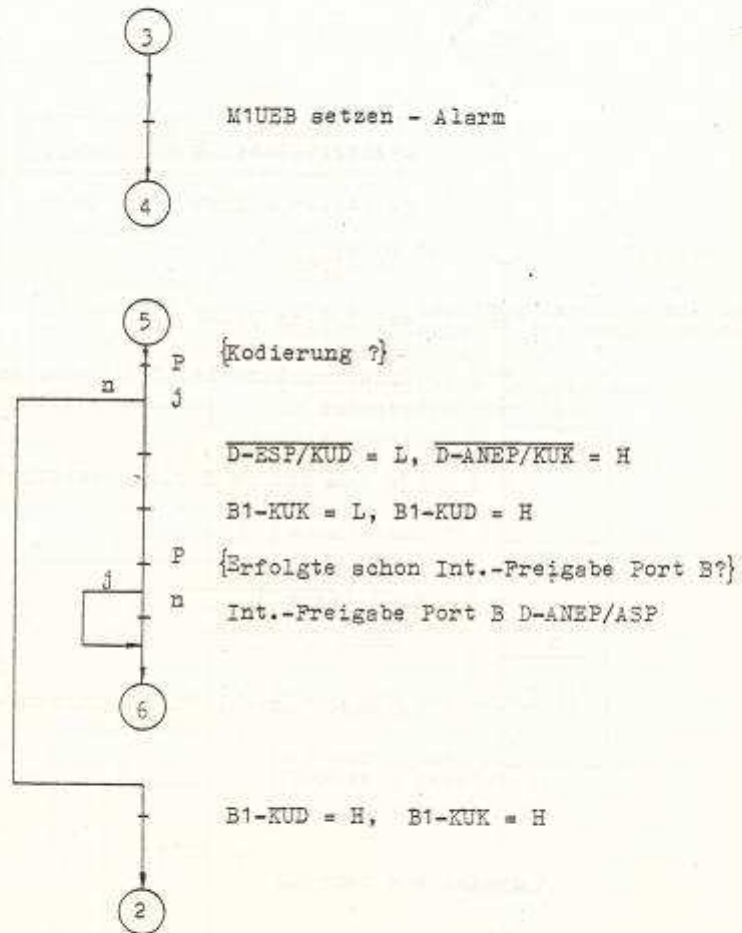 3
M1UEB setzen - Alarm
4
5
P {Kodierung ?}
n j
D-ESP/KUD = L, D-ANEP/KUK = H
B1-KUK = L, B1-KUD = H
P {Erfolgte schon Int.-Freigabe Port B?}
j
n Int.-Freigabe Port B D-ANEP/ASP
6
B1-KUD = H, B1-KUK = H
2